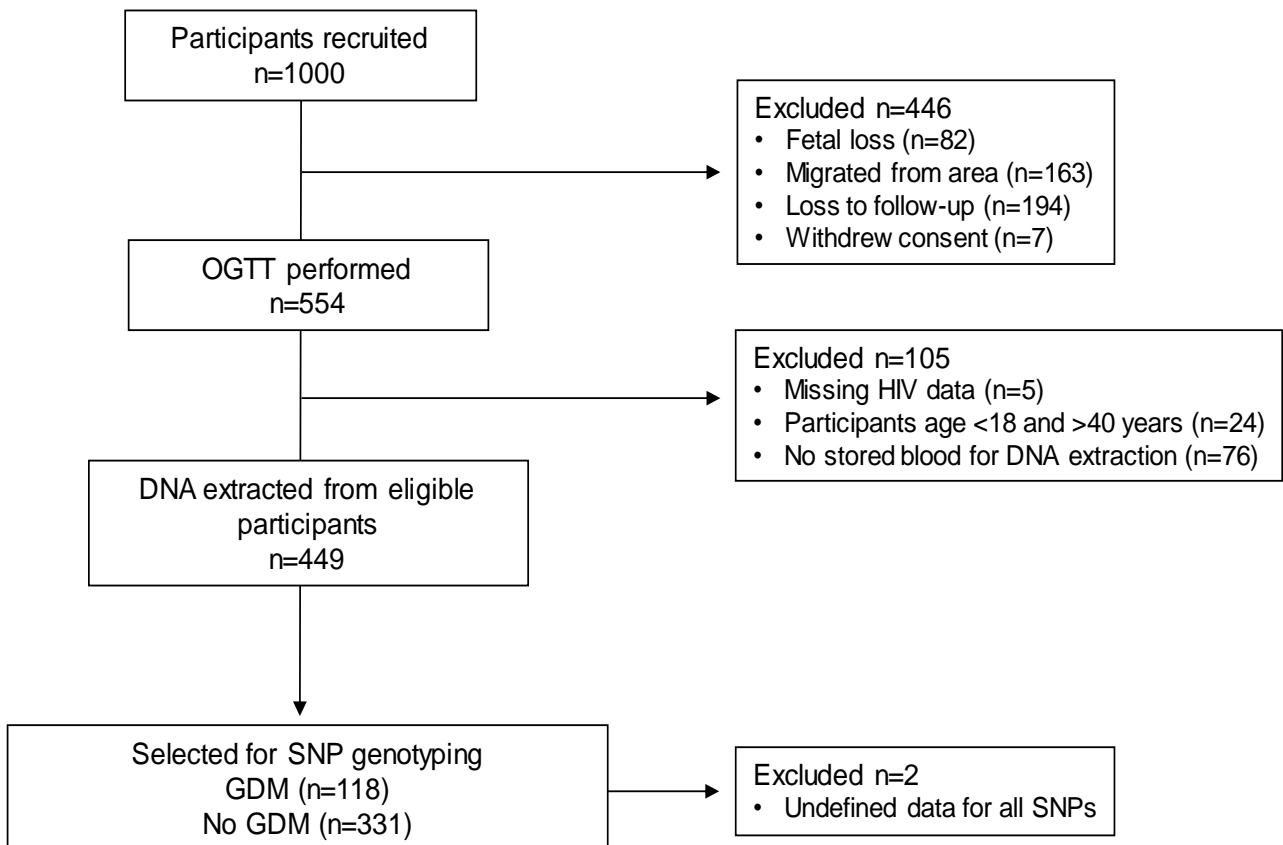 Participants recruited
n=1000
Excluded n=446
• Fetal loss (n=82)
• Migrated from area (n=163)
• Loss to follow-up (n=194)
• Withdrew consent (n=7)
OGTT performed
n=554
Excluded n=105
• Missing HIV data (n=5)
• Participants age <18 and >40 years (n=24)
• No stored blood for DNA extraction (n=76)
DNA extracted from eligible
participants
n=449
Selected for SNP genotyping
GDM (n=118)
No GDM (n=331)
Excluded n=2
• Undefined data for all SNPs